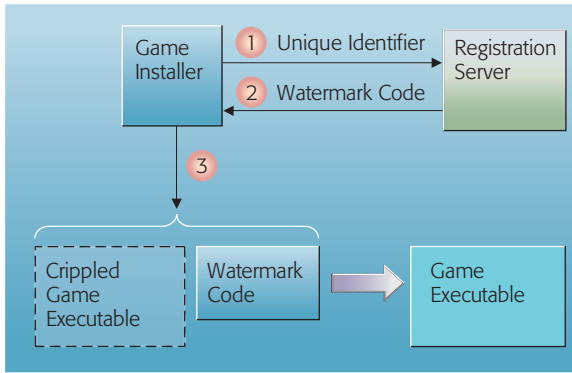 Game
Installer
1 Unique Identifier
Registration
Server
2 Watermark Code
3
Crippled
Game
Executable
Watermark
Code
Game
Executable